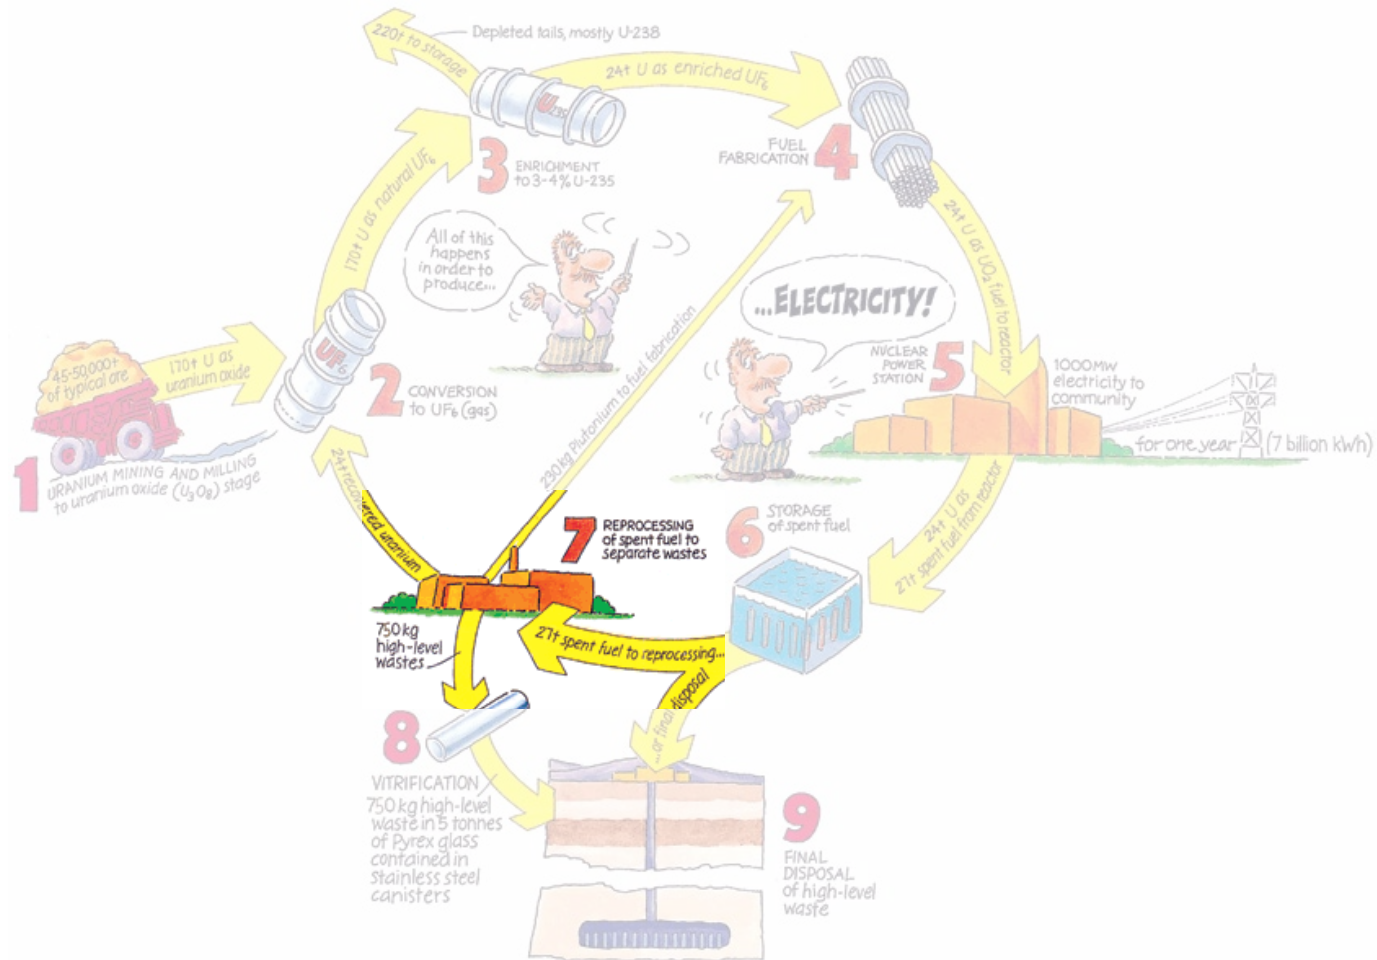 220t to storage
Depleted tails, mostly U-238
24t U as enriched UF₆
U235
3
ENRICHMENT
to 3-4% U-235
FUEL
FABRICATION
4
170t U as natural UF₆
All of this
happens
in order to
produce...
24t U as UO₂ fuel to reactor
...ELECTRICITY!
230kg Plutonium to fuel fabrication
45-50,000t
of typical ore
170t U as
uranium oxide
UF₆
2
CONVERSION
to UF₆ (gas)
NUCLEAR
POWER
STATION
5
1000MW
electricity to
community
for one year
(7 billion kWh)
1
URANIUM MINING AND MILLING
to uranium oxide (U₃O₈) stage
24t recovered uranium
7
REPROCESSING
of spent fuel to
separate wastes
6
STORAGE
of spent fuel
24t U as
27t spent fuel from reactor
750kg
high-level
wastes
27t spent fuel to reprocessing...
...or final disposal
8
VITRIFICATION
750kg high-level
waste in 5 tonnes
of Pyrex glass
contained in
stainless steel
canisters
9
FINAL
DISPOSAL
of high-level
waste